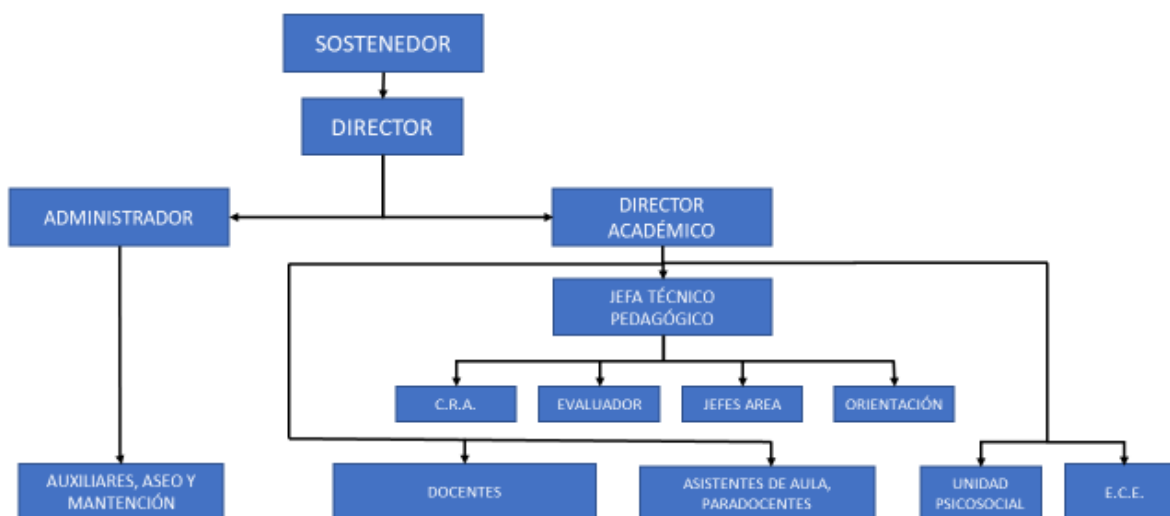 SOSTENEDOR
DIRECTOR
ADMINISTRADOR
DIRECTOR
ACADÉMICO
JEFA TÉCNICO
PEDAGÓGICO
C.R.A.
EVALUADOR
JEFES AREA
ORIENTACIÓN
AUXILIARES, ASEO Y
MANTENCIÓN
DOCENTES
ASISTENTES DE AULA,
PARADOCENTES
UNIDAD
PSICOSOCIAL
E.C.E.